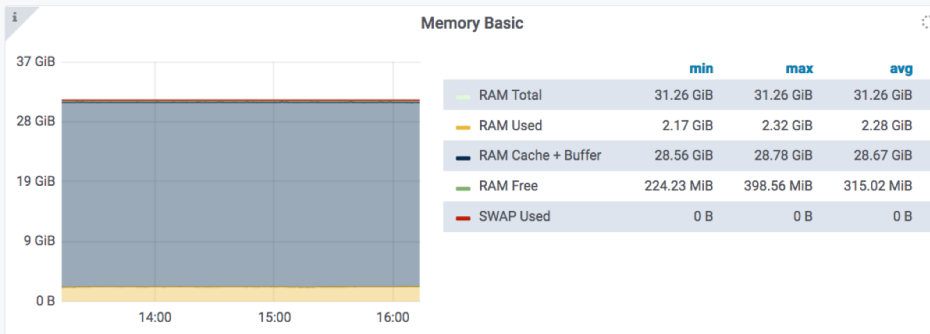 i
Memory Basic
37 GiB
28 GiB
19 GiB
9 GiB
0 B
14:00 15:00 16:00
min max avg
RAM Total 31.26 GiB 31.26 GiB 31.26 GiB
RAM Used 2.17 GiB 2.32 GiB 2.28 GiB
RAM Cache + Buffer 28.56 GiB 28.78 GiB 28.67 GiB
RAM Free 224.23 MiB 398.56 MiB 315.02 MiB
SWAP Used 0 B 0 B 0 B